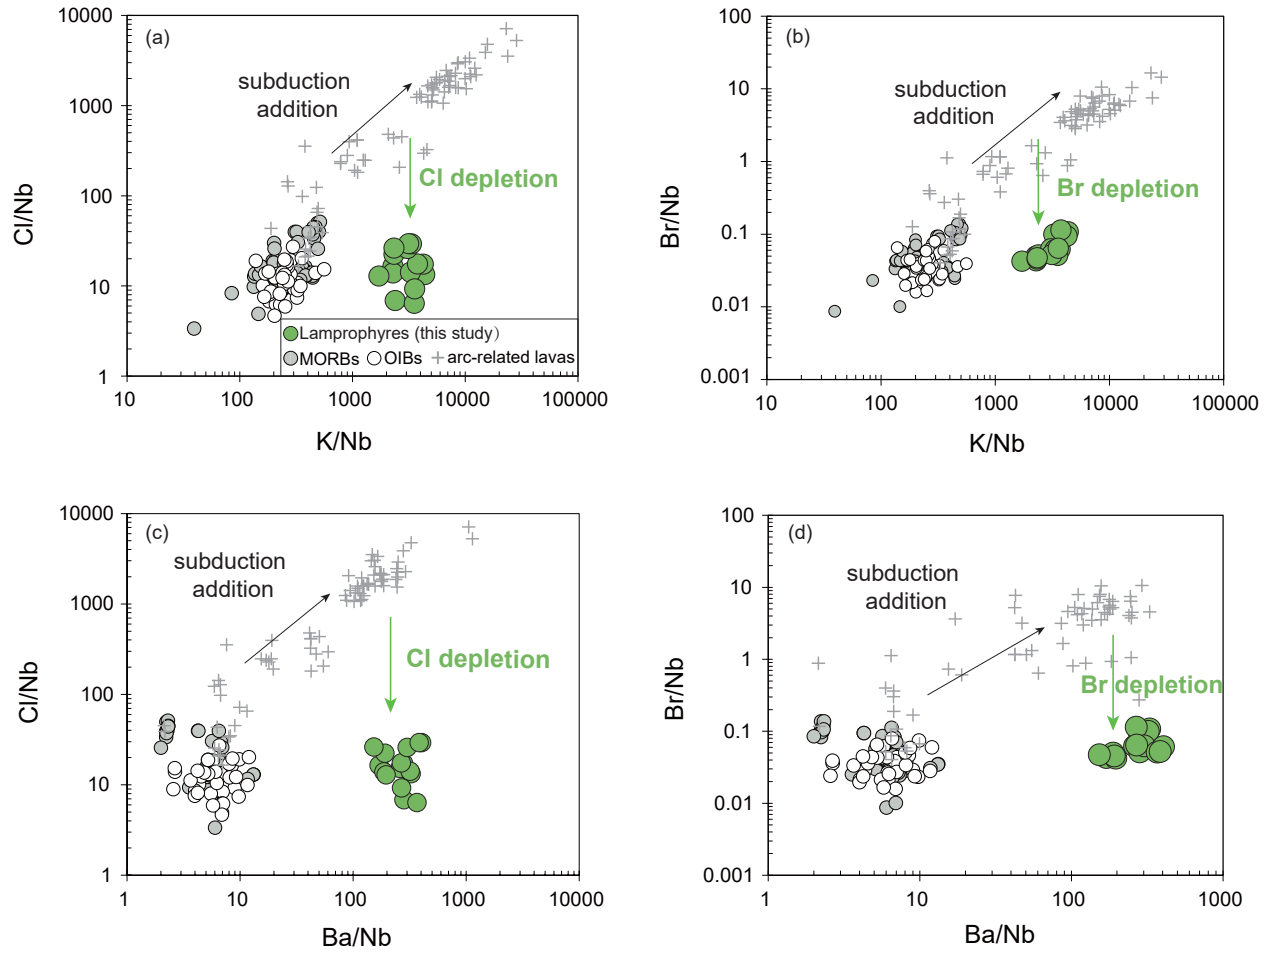 (a)
10000
1000
100
10
1
Cl/Nb
subduction
addition
Cl depletion
Lamprophyres (this study）
MORBs OIBs arc-related lavas
10 100 1000 10000 100000
K/Nb
(b)
100
10
1
0.1
0.01
0.001
Br/Nb
subduction
addition
Br depletion
10 100 1000 10000 100000
K/Nb
(c)
10000
1000
100
10
1
Cl/Nb
subduction
addition
Cl depletion
1 10 100 1000 10000
Ba/Nb
(d)
100
10
1
0.1
0.01
0.001
Br/Nb
subduction
addition
Br depletion
1 10 100 1000
Ba/Nb